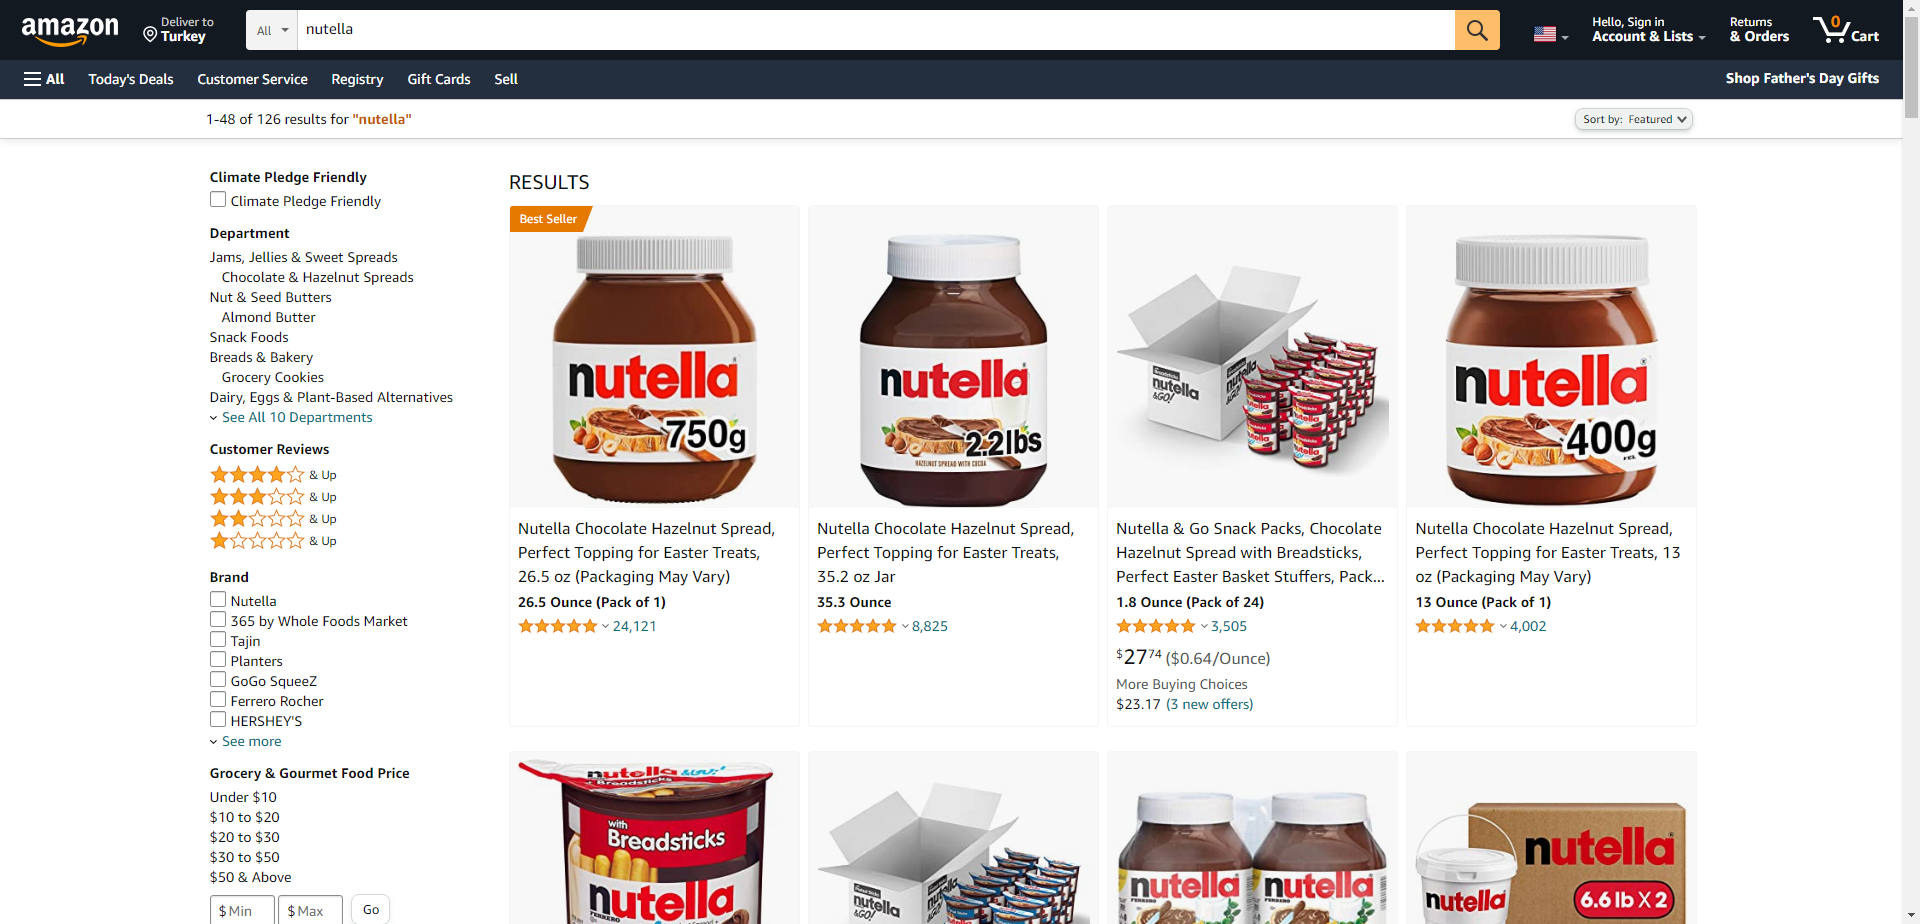 amazon
Deliver to
Turkey
All
nutella
Hello, Sign in
Account & Lists
Returns
& Orders
0
Cart
All
Today's Deals
Customer Service
Registry
Gift Cards
Sell
Shop Father's Day Gifts
1-48 of 126 results for "nutella"
Sort by: Featured
Climate Pledge Friendly
Climate Pledge Friendly
Department
Jams, Jellies & Sweet Spreads
Chocolate & Hazelnut Spreads
Nut & Seed Butters
Almond Butter
Snack Foods
Breads & Bakery
Grocery Cookies
Dairy, Eggs & Plant-Based Alternatives
See All 10 Departments
Customer Reviews
& Up
& Up
& Up
& Up
Brand
Nutella
365 by Whole Foods Market
Tajin
Planters
GoGo SqueeZ
Ferrero Rocher
HERSHEY'S
See more
Grocery & Gourmet Food Price
Under $10
$10 to $20
$20 to $30
$30 to $50
$50 & Above
$ Min
$ Max
Go
RESULTS
Best Seller
nutella
750g
Nutella Chocolate Hazelnut Spread,
Perfect Topping for Easter Treats,
26.5 oz (Packaging May Vary)
26.5 Ounce (Pack of 1)
24,121
nutella
2.2lbs
HAZELNUT SPREAD WITH COCOA
Nutella Chocolate Hazelnut Spread,
Perfect Topping for Easter Treats,
35.2 oz Jar
35.3 Ounce
8,825
nutella
&GO!
Nutella & Go Snack Packs, Chocolate
Hazelnut Spread with Breadsticks,
Perfect Easter Basket Stuffers, Pack...
1.8 Ounce (Pack of 24)
3,505
$27 74 ($0.64/Ounce)
More Buying Choices
$23.17 (3 new offers)
nutella
400g
Nutella Chocolate Hazelnut Spread,
Perfect Topping for Easter Treats, 13
oz (Packaging May Vary)
13 Ounce (Pack of 1)
4,002
nutella &GO!
Breadsticks
with
Breadsticks
nutella
FERRERO
nutella
&GO!
FERRERO
nutella
nutella
nutella
6.6 lb X 2
nutella